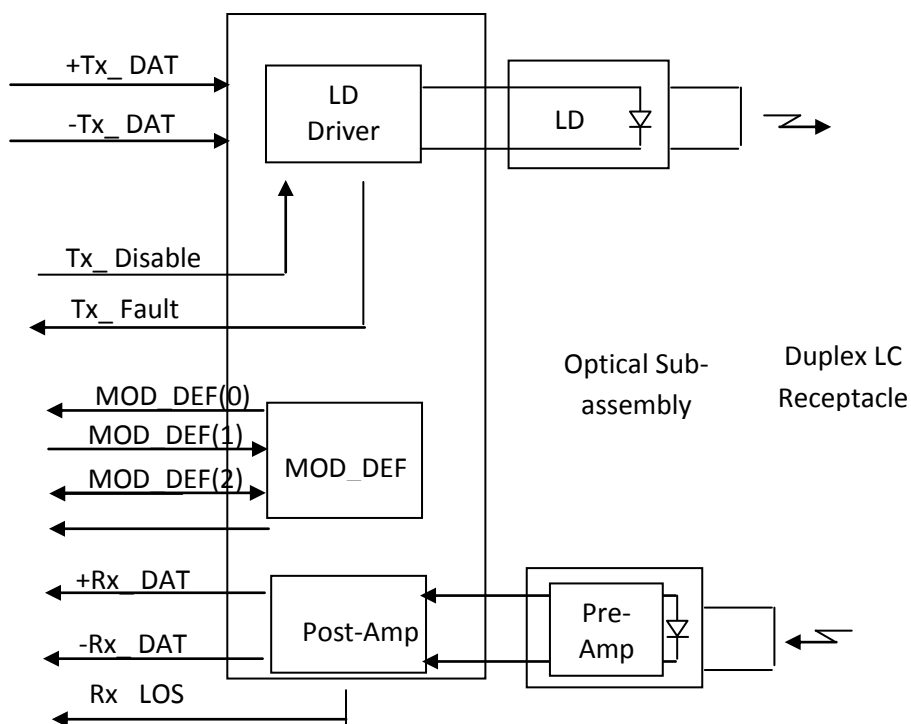 +Tx_ DAT
-Tx_ DAT
LD
Driver
LD
Tx_ Disable
Tx_ Fault
Optical Sub-
assembly
Duplex LC
Receptacle
MOD_DEF(0)
MOD_DEF(1)
MOD_DEF(2)
MOD_DEF
+Rx_ DAT
-Rx_ DAT
Rx LOS
Post-Amp
Pre-
Amp